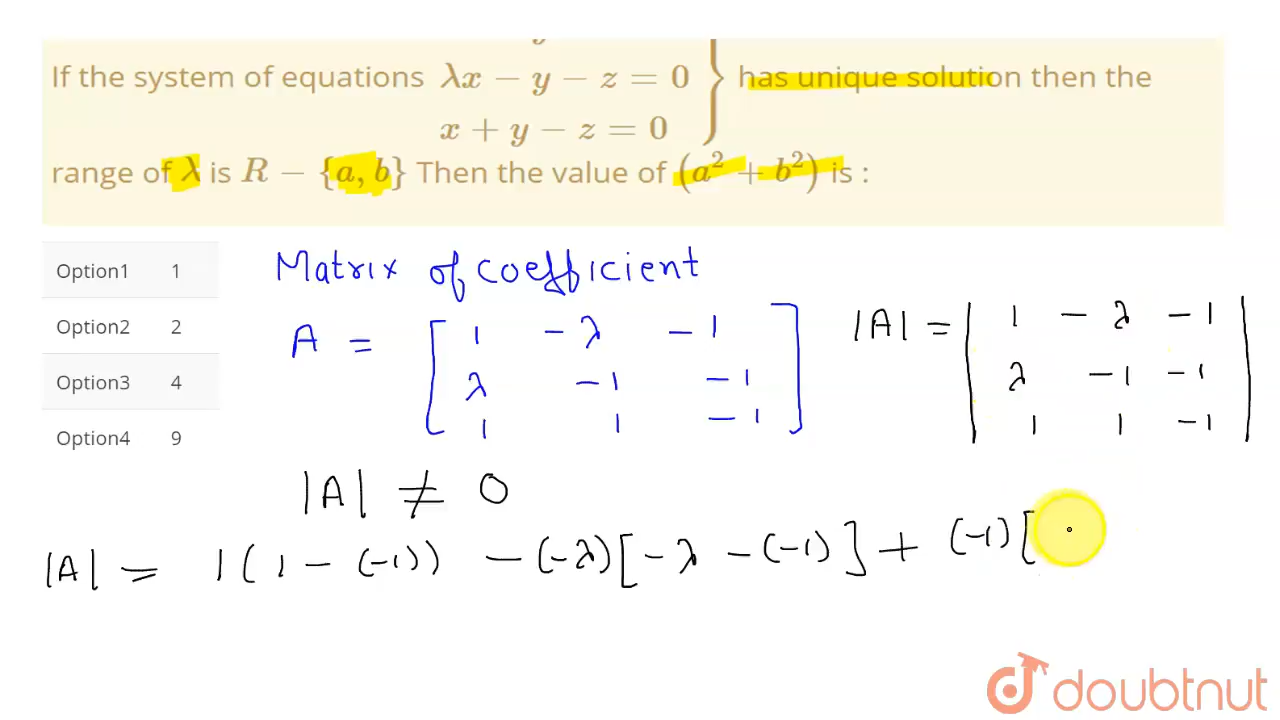 If the system of equations λx − y − z = 0 } has unique solution then the
x + y − z = 0
range of λ is R − {a, b} Then the value of (a² + b²) is :
Option1 1
Option2 2
Option3 4
Option4 9
Matrix of coefficient
A = [ 1 −λ −1
λ −1 −1
1 1 −1 ]
|A| = | 1 −λ −1
λ −1 −1
1 1 −1 |
|A| ≠ 0
|A| = 1(1 − (−1)) − (−λ)[−λ − (−1)] + (−1)[
doubtnut